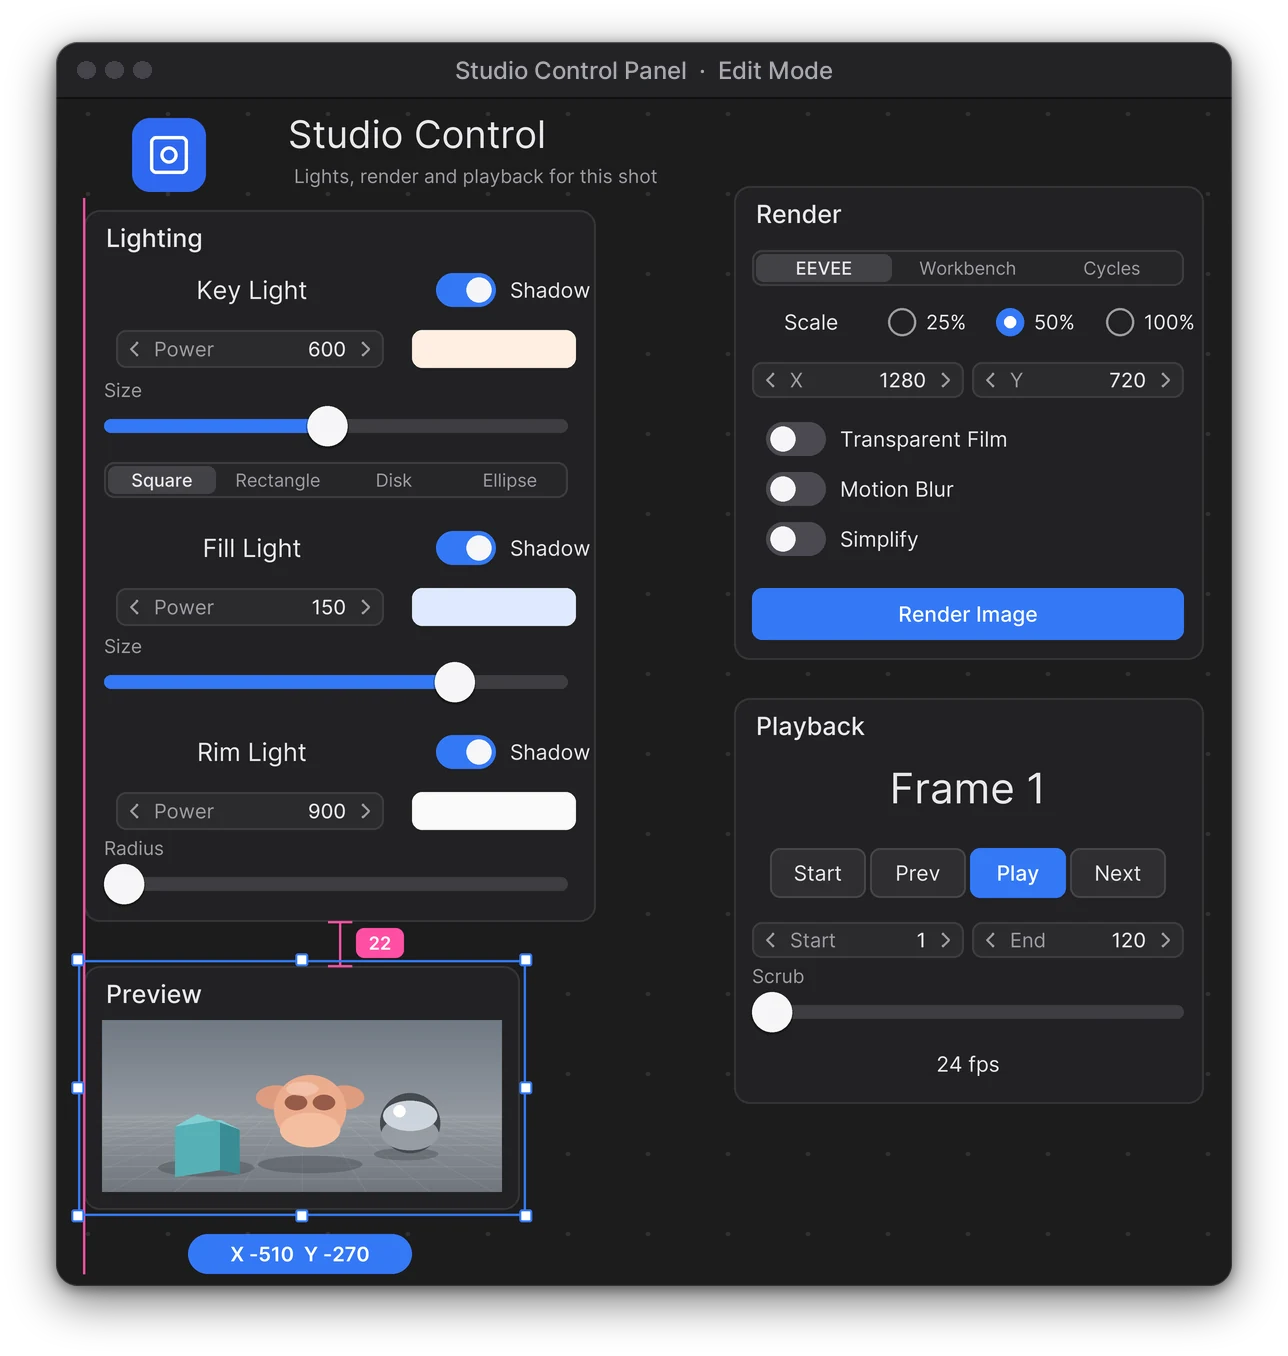 Studio Control Panel · Edit Mode
Studio Control
Lights, render and playback for this shot
Lighting
Key Light
Shadow
Power 600
Size
Square Rectangle Disk Ellipse
Fill Light
Shadow
Power 150
Size
Rim Light
Shadow
Power 900
Radius
22
Preview
X -510 Y -270
Render
EEVEE Workbench Cycles
Scale 25% 50% 100%
X 1280 Y 720
Transparent Film
Motion Blur
Simplify
Render Image
Playback
Frame 1
Start Prev Play Next
Start 1 End 120
Scrub
24 fps